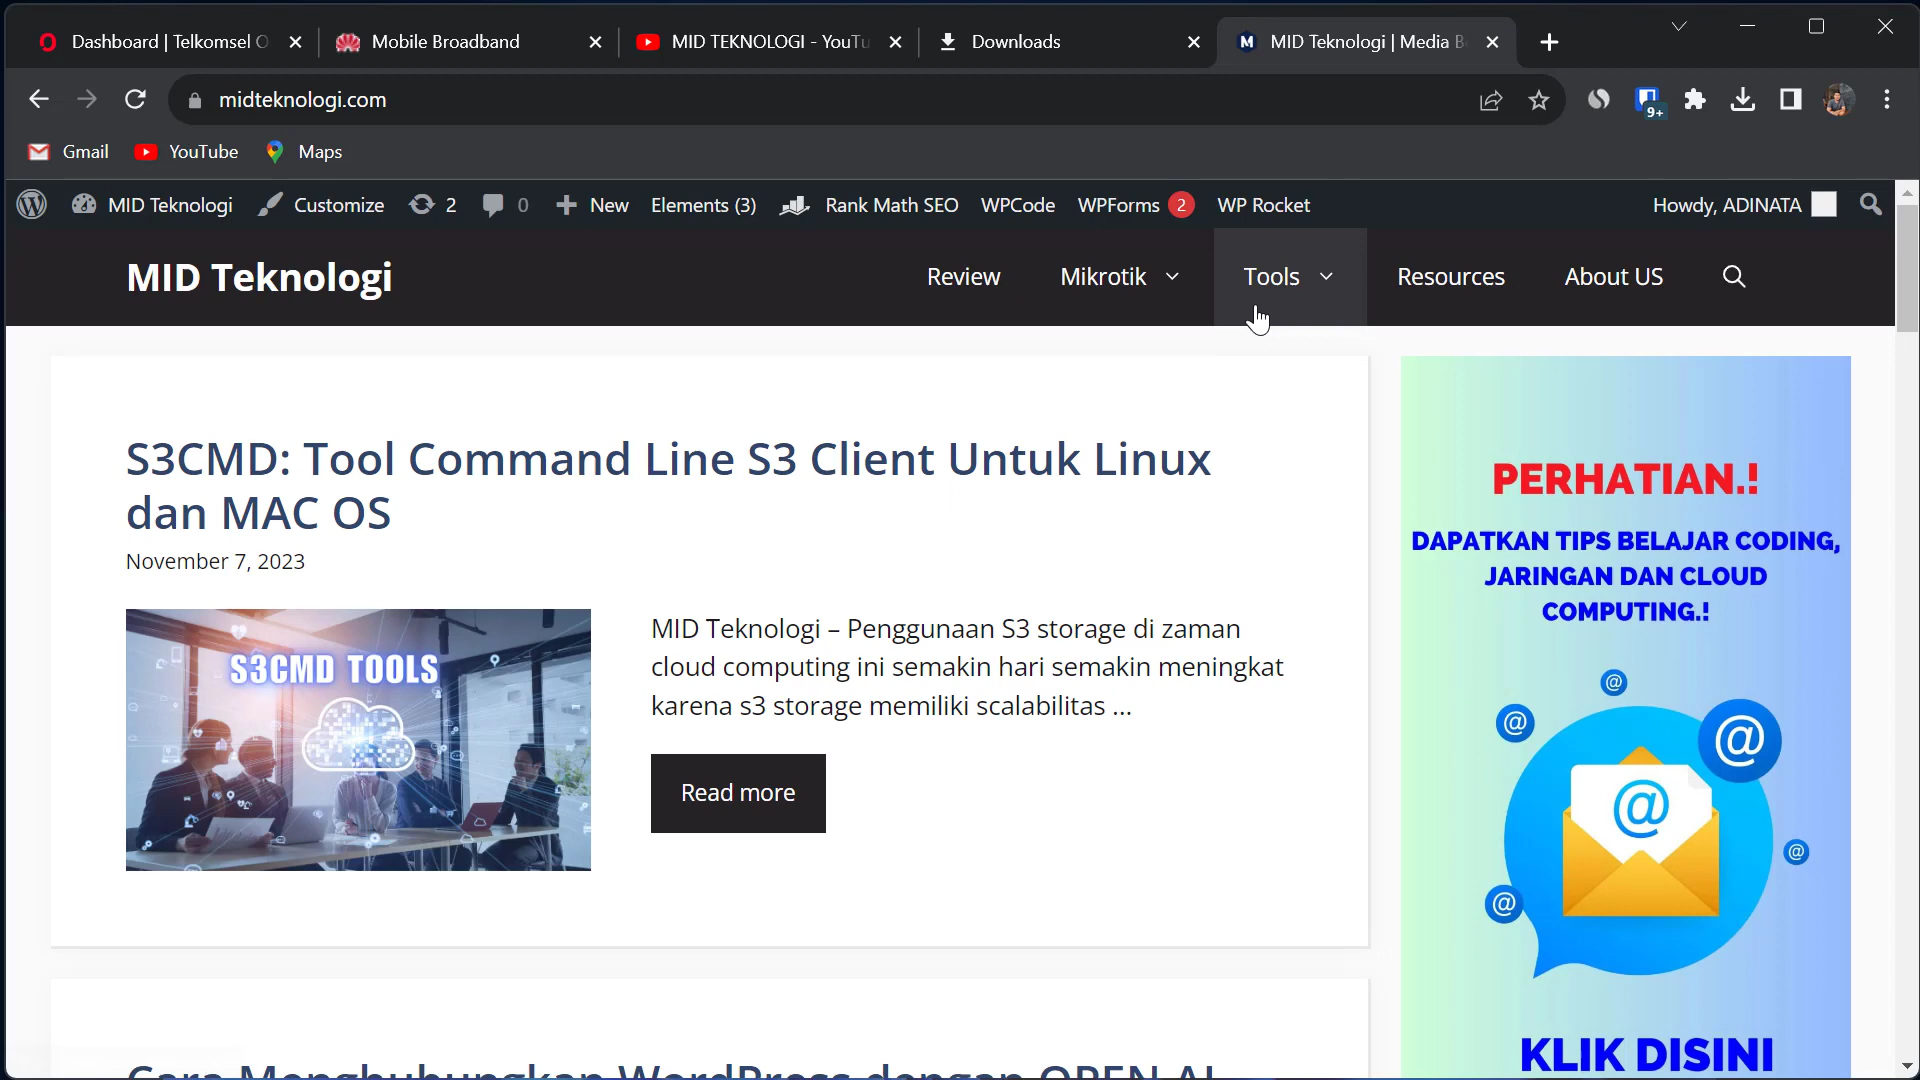 Dashboard | Telkomsel O
Mobile Broadband
MID TEKNOLOGI - YouTu
Downloads
MID Teknologi | Media B
midteknologi.com
9+
Gmail
YouTube
Maps
MID Teknologi
Customize
2
0
New
Elements (3)
Rank Math SEO
WPCode
WPForms 2
WP Rocket
Howdy, ADINATA
MID Teknologi
Review
Mikrotik
Tools
Resources
About US
S3CMD: Tool Command Line S3 Client Untuk Linux
dan MAC OS
November 7, 2023
S3CMD TOOLS
MID Teknologi – Penggunaan S3 storage di zaman
cloud computing ini semakin hari semakin meningkat
karena s3 storage memiliki scalabilitas ...
Read more
Cara Menghubungkan WordPress dengan OPEN AI
PERHATIAN.!
DAPATKAN TIPS BELAJAR CODING,
JARINGAN DAN CLOUD
COMPUTING.!
@
@
@
@
@
@
KLIK DISINI